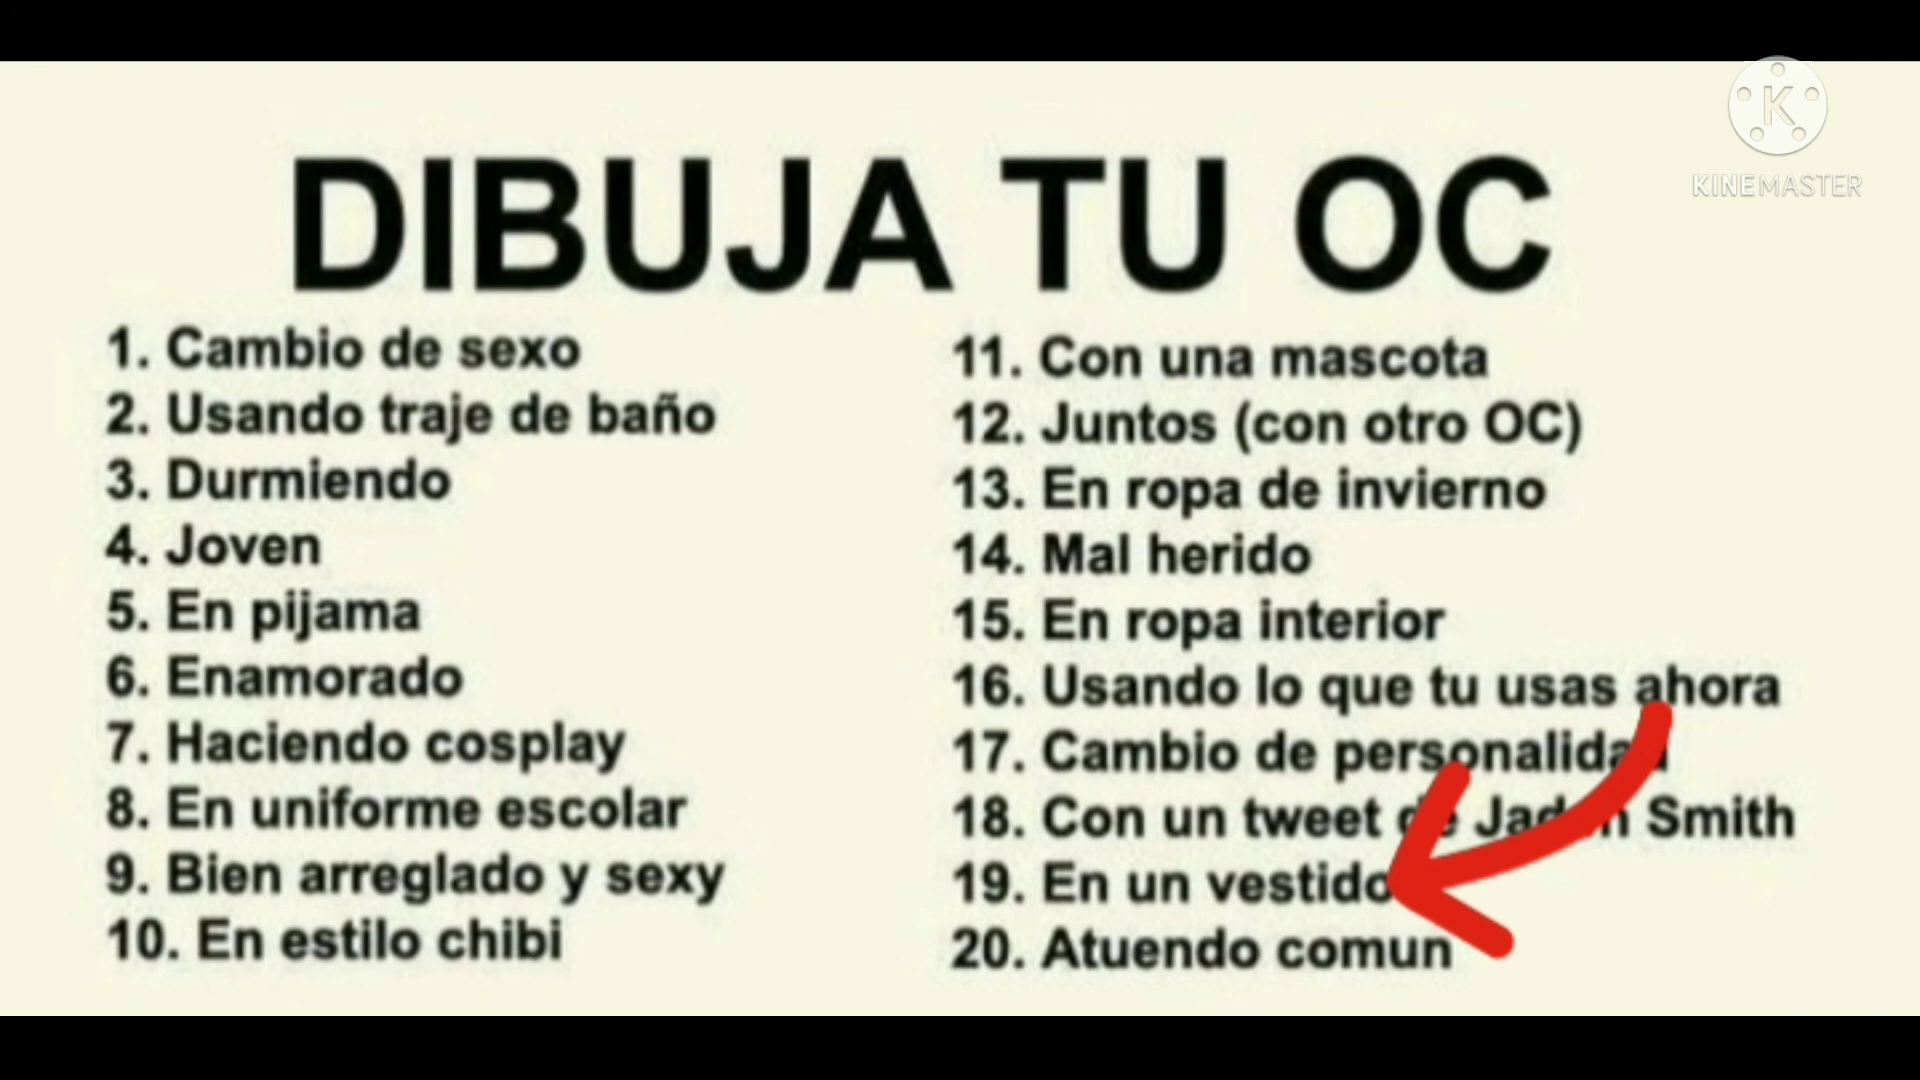 KINEMASTER
DIBUJA TU OC
1. Cambio de sexo
2. Usando traje de baño
3. Durmiendo
4. Joven
5. En pijama
6. Enamorado
7. Haciendo cosplay
8. En uniforme escolar
9. Bien arreglado y sexy
10. En estilo chibi
11. Con una mascota
12. Juntos (con otro OC)
13. En ropa de invierno
14. Mal herido
15. En ropa interior
16. Usando lo que tu usas ahora
17. Cambio de personalidad
18. Con un tweet de Jaden Smith
19. En un vestido
20. Atuendo comun